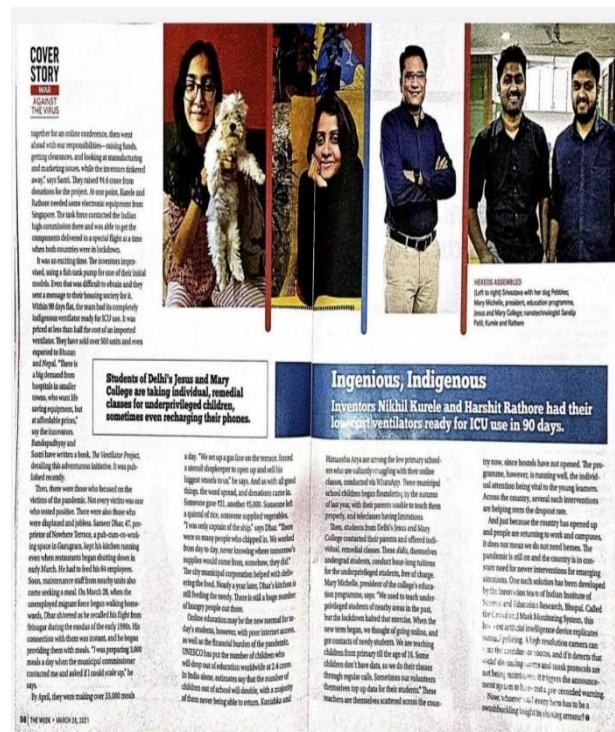 COVER
STORY
WAR
AGAINST
THE VIRUS
together for an online conference, then went
ahead with our responsibilities—raising funds,
getting clearances, and looking at manufacturing
and marketing issues, while the inventors tinkered
away," says Sastri. They raised ₹4.6 crore from
donations for the project. At one point, Kurele and
Rathore needed some electronic equipment from
Singapore. The task force contacted the Indian
high commission there and was able to get the
components delivered in a special flight at a time
when both countries were in lockdown.
It was an exciting time. The inventors impro-
vised, using a fish tank pump for one of their initial
models. Even that was difficult to obtain and they
sent a message to their housing society for it.
Within 90 days flat, the team had its completely
indigenous ventilator ready for ICU use. It was
priced at less than half the cost of an imported
ventilator. They have sold over 500 units and even
exported to Bhutan
and Nepal. "There is
a big demand from
hospitals in smaller
towns, who want life
saving equipment, but
at affordable prices,"
say the innovators.
Bandopadhyay and
Sastri have written a book, The Ventilator Project,
detailing this adventurous initiative. It was pub-
lished recently.
Then, there were those who focused on the
victims of the pandemic. Not every victim was one
who tested positive. There were also those who
were displaced and jobless. Sameer Dhar, 47, pro-
prietor of Nowhere Terrace, a pub-cum-co-work-
ing space in Gurugram, kept his kitchen running
even when restaurants began shutting down in
early March. He had to feed his 64 employees.
Soon, maintenance staff from nearby units also
came seeking a meal. On March 28, when the
unemployed migrant force began walking home-
wards, Dhar shivered as he recalled his flight from
Srinagar during the exodus of the early 1990s. His
connection with them was instant, and he began
providing them with meals. "I was preparing 3,000
meals a day when the municipal commissioner
contacted me and asked if I could scale up," he
says.
By April, they were making over 33,000 meals
50 THE WEEK • MARCH 28, 2021
Students of Delhi's Jesus and Mary
College are taking individual, remedial
classes for underprivileged children,
sometimes even recharging their phones.
a day. "We set up a gas line on the terrace, forced
a utensil shopkeeper to open up and sell his
biggest vessels to us," he says. And as with all good
things, the word spread, and donations came in.
Someone gave ₹21, another ₹5,000. Someone left
a quintal of rice, someone supplied vegetables.
"I was only captain of the ship," says Dhar. "There
were so many people who chipped in. We worked
from day to day, never knowing where tomorrow's
supplies would come from, somehow, they did."
The city municipal corporation helped with deliv-
ering the food. Nearly a year later, Dhar's kitchen is
still feeding the needy. There is still a huge number
of hungry people out there.
Online education may be the new normal for to-
day's students, however, with poor internet access,
as well as the financial burden of the pandemic,
UNESCO has put the number of children who
will drop out of education worldwide at 2.4 crore.
In India alone, estimates say that the number of
children out of school will double, with a majority
of them never being able to return. Kanishka and
HEROES ASSEMBLED
(Left to right) Srivastava with her dog Pebbles;
Mary Michelle, president, education programme,
Jesus and Mary College; nanotechnologist Sandip
Patil; Kurele and Rathore
Ingenious, Indigenous
Inventors Nikhil Kurele and Harshit Rathore had their
low-cost ventilators ready for ICU use in 90 days.
Himanshu Arya are among the few primary school-
ers who are valiantly struggling with their online
classes, conducted via WhatsApp. These municipal
school children began floundering by the autumn
of last year, with their parents unable to teach them
properly, and teleclasses having limitations.
Then, students from Delhi's Jesus and Mary
College contacted their parents and offered indi-
vidual, remedial classes. These didis, themselves
undergrad students, conduct hour-long tuitions
for the underprivileged students, free of charge.
Mary Michelle, president of the college's educa-
tion programme, says: "We used to teach under-
privileged students of nearby areas in the past,
but the lockdown halted that exercise. When the
new term began, we thought of going online, and
got contacts of needy students. We are teaching
children from primary till the age of 16. Some
children don't have data, so we do their classes
through regular calls. Sometimes our volunteers
themselves top up data for their students." These
teachers are themselves scattered across the coun-
try now, since hostels have not opened. The pro-
gramme, however, is running well, the individ-
ual attention being vital to the young learners.
Across the country, several such interventions
are helping stem the dropout rate.
And just because the country has opened up
and people are returning to work and campuses,
it does not mean we do not need heroes. The
pandemic is still on and the country is in con-
stant need for newer interventions for emerging
situations. One such solution has been developed
by the Innovation team of Indian Institute of
Science and Education Research, Bhopal. Called
Mask Monitoring System, this
low cost artificial intelligence device replicates
manual policing. A high resolution camera can
scan the corridor or room, and if it detects that
social distancing norms and mask protocols are
not being maintained, it triggers the announce-
ment system to give out a pre-recorded warning.
Now, whoever said every hero has to be a
swashbuckling insight in shining armour!